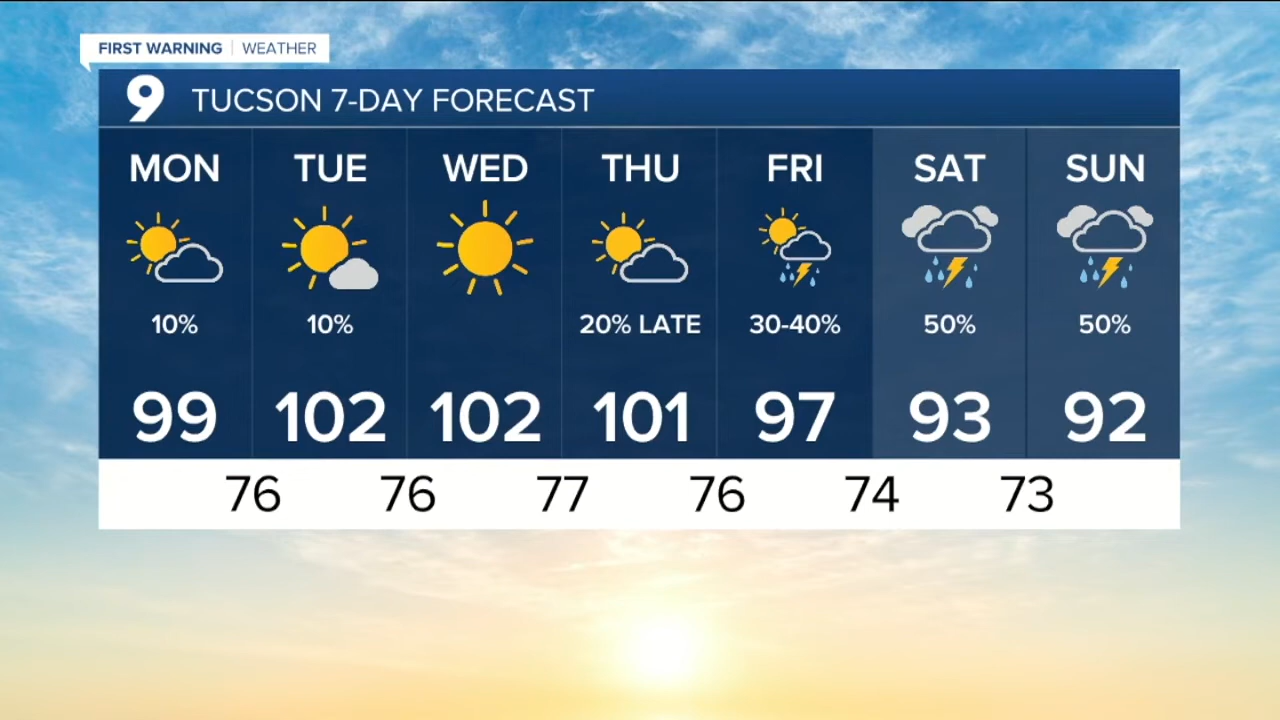 FIRST WARNING | WEATHER
9 TUCSON 7-DAY FORECAST
MON TUE WED THU FRI SAT SUN
10% 10% 20% LATE 30-40% 50% 50%
99 102 102 101 97 93 92
76 76 77 76 74 73